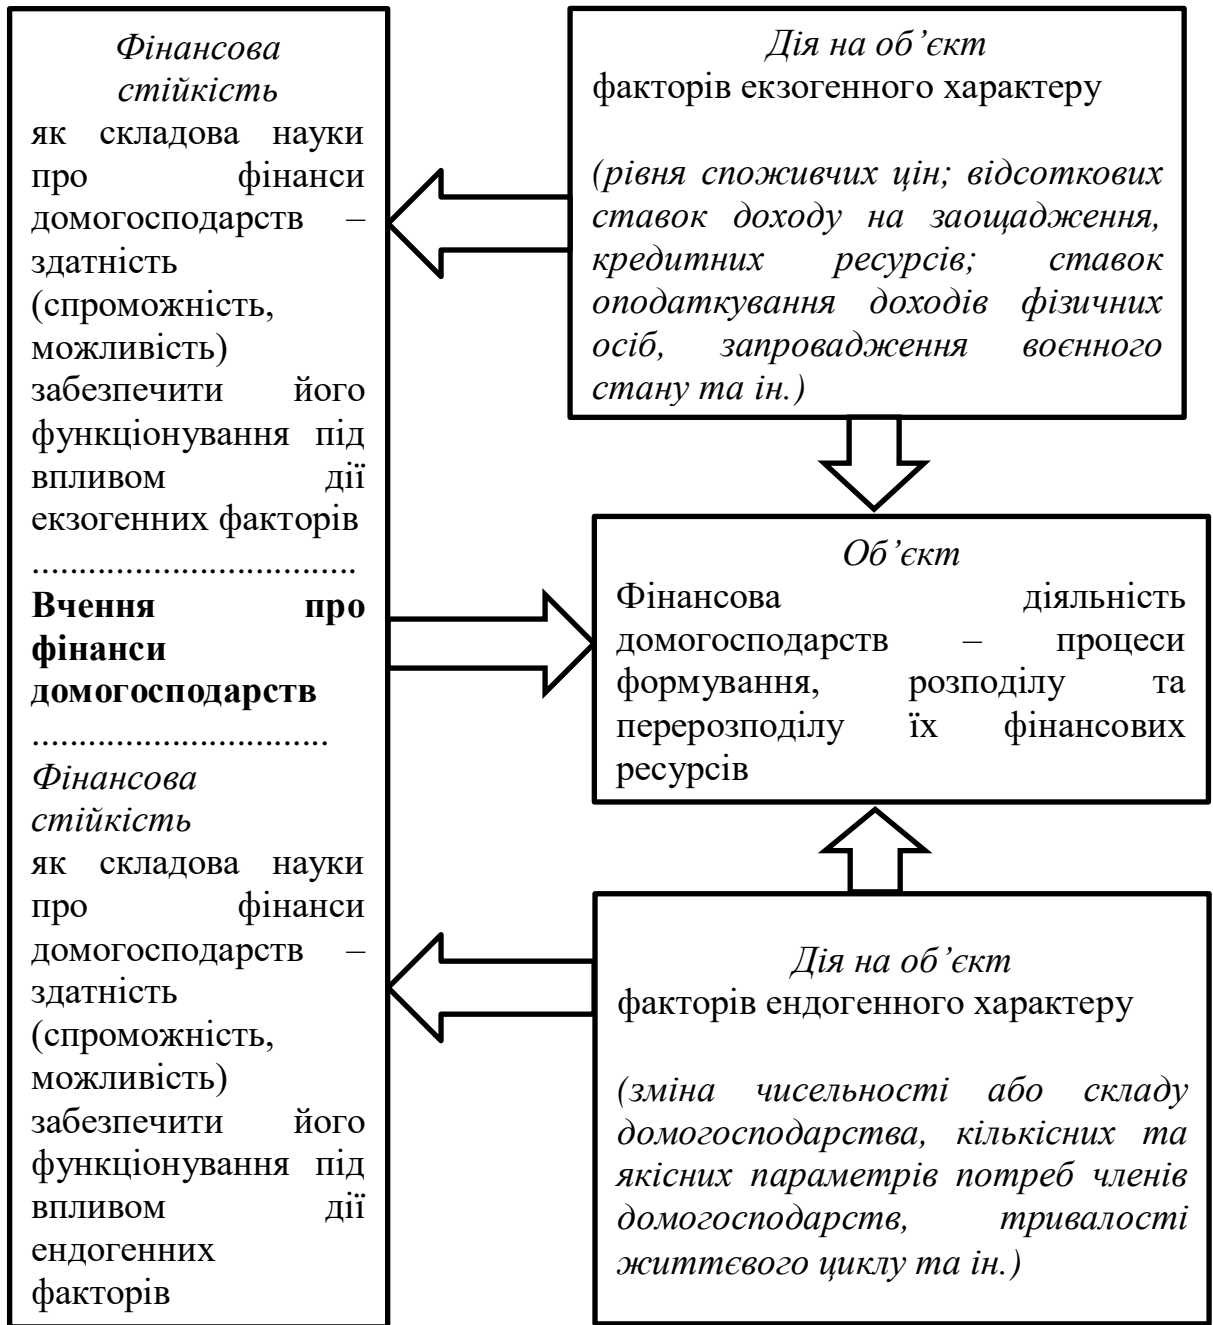 Фінансова
стійкість
як складова науки
про фінанси
домогосподарств –
здатність
(спроможність,
можливість)
забезпечити його
функціонування під
впливом дії
екзогенних факторів
...................................
Вчення про
фінанси
домогосподарств
................................
Фінансова
стійкість
як складова науки
про фінанси
домогосподарств –
здатність
(спроможність,
можливість)
забезпечити його
функціонування під
впливом дії
ендогенних
факторів
Дія на об’єкт
факторів екзогенного характеру
(рівня споживчих цін; відсоткових
ставок доходу на заощадження,
кредитних ресурсів; ставок
оподаткування доходів фізичних
осіб, запровадження воєнного
стану та ін.)
Об’єкт
Фінансова діяльність
домогосподарств – процеси
формування, розподілу та
перерозподілу їх фінансових
ресурсів
Дія на об’єкт
факторів ендогенного характеру
(зміна чисельності або складу
домогосподарства, кількісних та
якісних параметрів потреб членів
домогосподарств, тривалості
життєвого циклу та ін.)